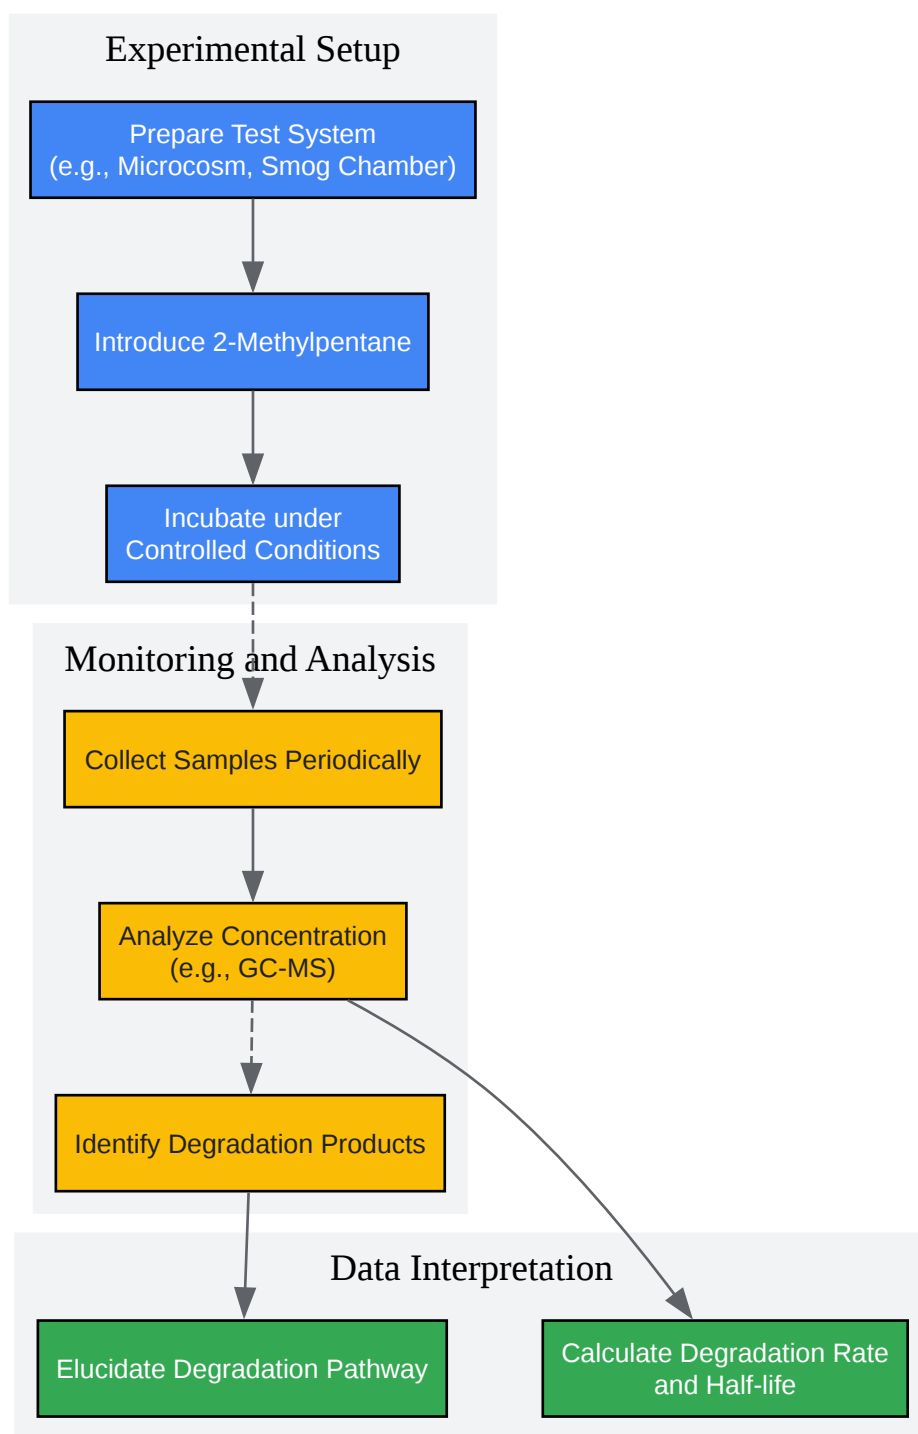 Experimental Setup
Prepare Test System
(e.g., Microcosm, Smog Chamber)
Introduce 2-Methylpentane
Incubate under
Controlled Conditions
Monitoring and Analysis
Collect Samples Periodically
Analyze Concentration
(e.g., GC-MS)
Identify Degradation Products
Data Interpretation
Elucidate Degradation Pathway
Calculate Degradation Rate
and Half-life